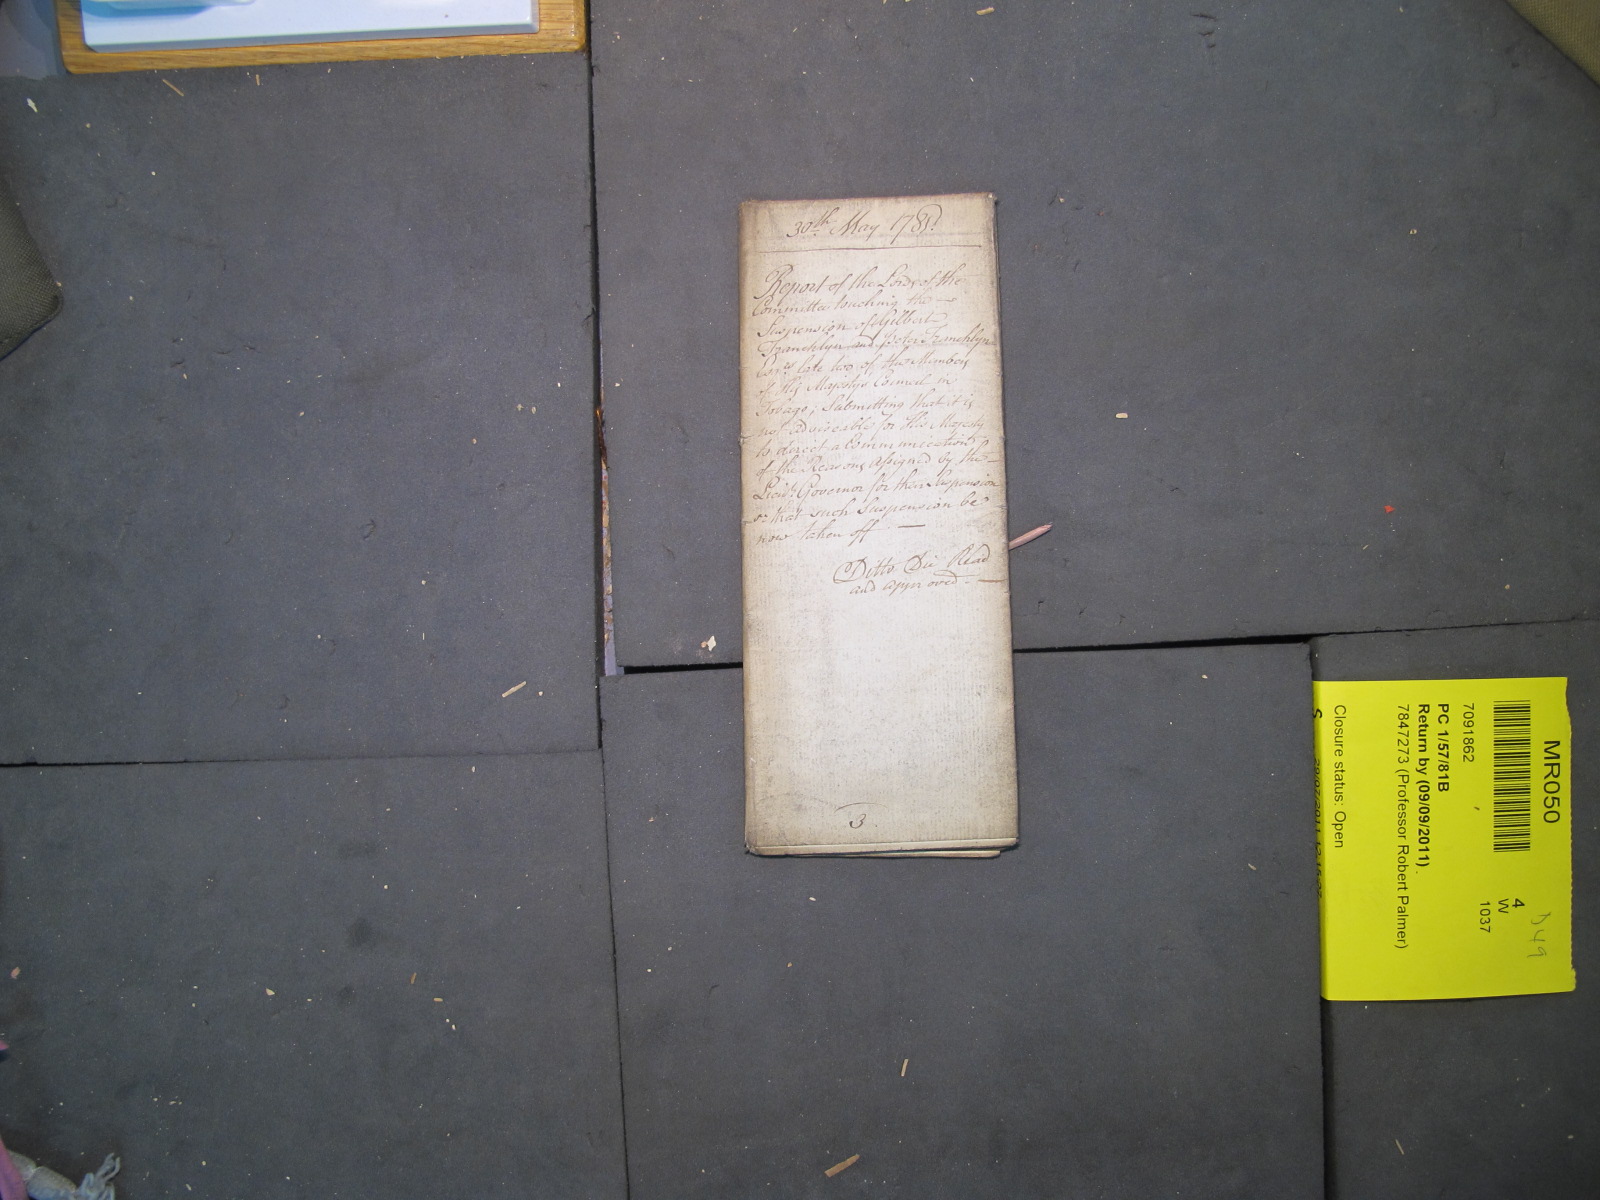 30th May 1781.
Report of the Lords of the
Committee touching the
Suspension of Gilbert
Franchlyn and Peter Franchlyn
Esqrs. late two of the Members
of His Majestys Council in
Tobago; Submitting that it is
not adviseable for His Majesty
to direct a Communication
of the Reasons assigned by the
Lieut. Governor for their Suspension
or that such Suspension be
now taken off
Ditto Die Read
and approved.
3
MR050
7091862
PC 1/57/81B
Return by (09/09/2011)
7847273 (Professor Robert Palmer)
Closure status: Open
4
W
1037
D49